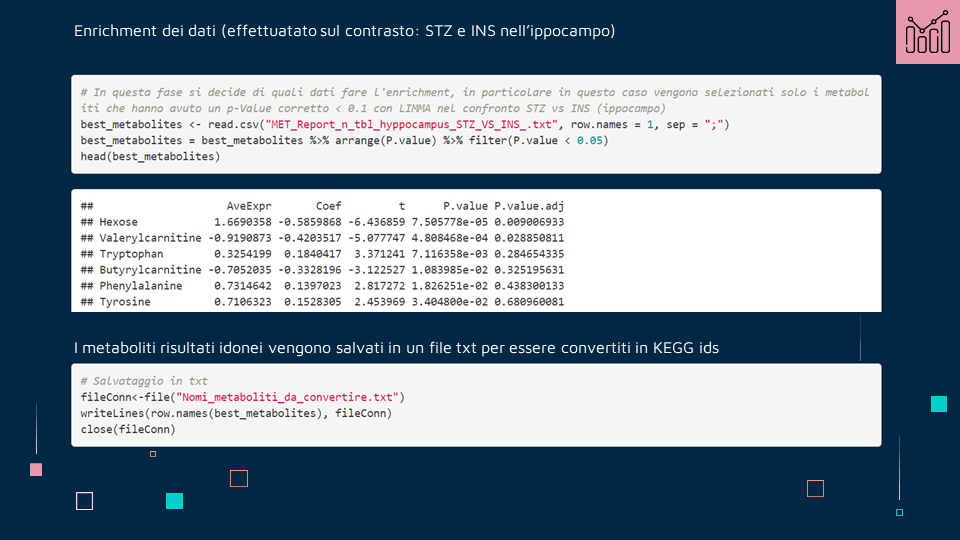 Enrichment dei dati (effettuatato sul contrasto: STZ e INS nell’ippocampo)
# In questa fase si decide di quali dati fare l'enrichment, in particolare in questo caso vengono selezionati solo i metabol
iti che hanno avuto un p-Value corretto < 0.1 con LIMMA nel confronto STZ vs INS (ippocampo)
best_metabolites <- read.csv("MET_Report_n_tbl_hyppocampus_STZ_VS_INS_.txt", row.names = 1, sep = ";")
best_metabolites = best_metabolites %>% arrange(P.value) %>% filter(P.value < 0.05)
head(best_metabolites)
## AveExpr Coef t P.value P.value.adj
## Hexose 1.6690358 -0.5859868 -6.436859 7.505778e-05 0.009006933
## Valerylcarnitine -0.9190873 -0.4203517 -5.077747 4.808468e-04 0.028850811
## Tryptophan 0.3254199 0.1840417 3.371241 7.116358e-03 0.284654335
## Butyrylcarnitine -0.7052035 -0.3328196 -3.122527 1.083985e-02 0.325195631
## Phenylalanine 0.7314642 0.1397023 2.817272 1.826251e-02 0.438300133
## Tyrosine 0.7106323 0.1528305 2.453969 3.404800e-02 0.680960081
I metaboliti risultati idonei vengono salvati in un file txt per essere convertiti in KEGG ids
# Salvataggio in txt
fileConn<-file("Nomi_metaboliti_da_convertire.txt")
writeLines(row.names(best_metabolites), fileConn)
close(fileConn)